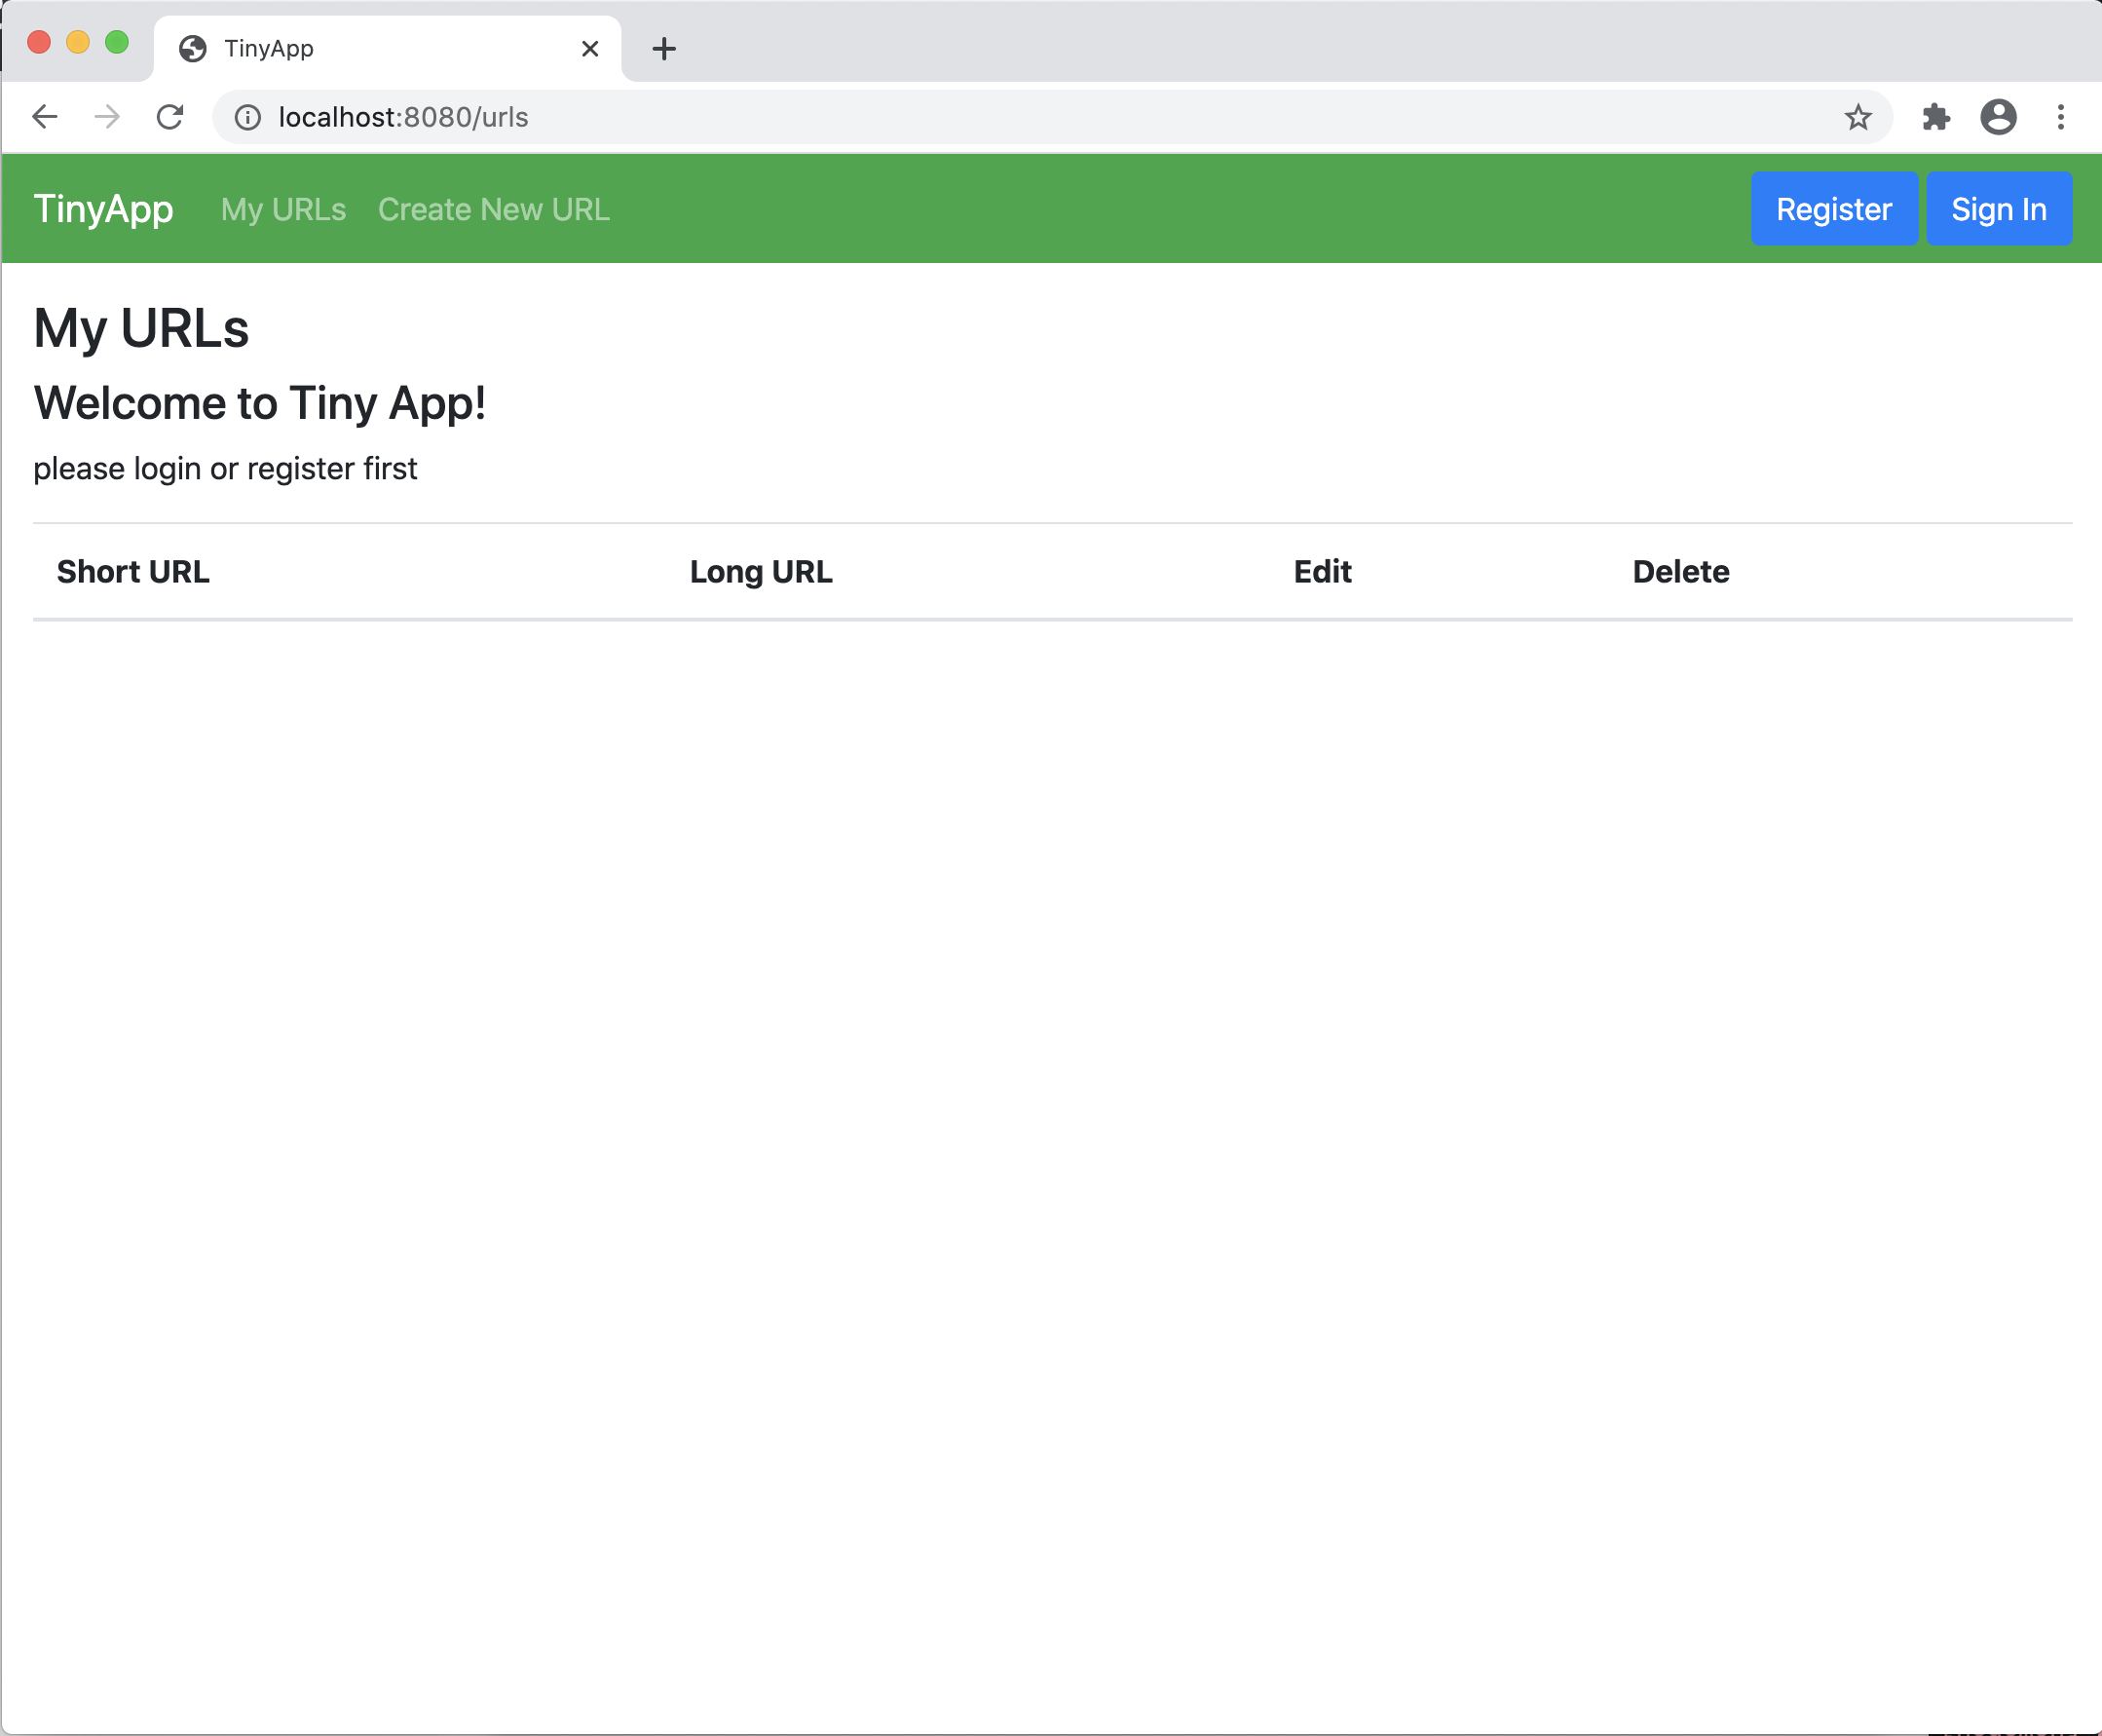 TinyApp
localhost:8080/urls
TinyApp My URLs Create New URL Register Sign In
My URLs
Welcome to Tiny App!
please login or register first
Short URL Long URL Edit Delete